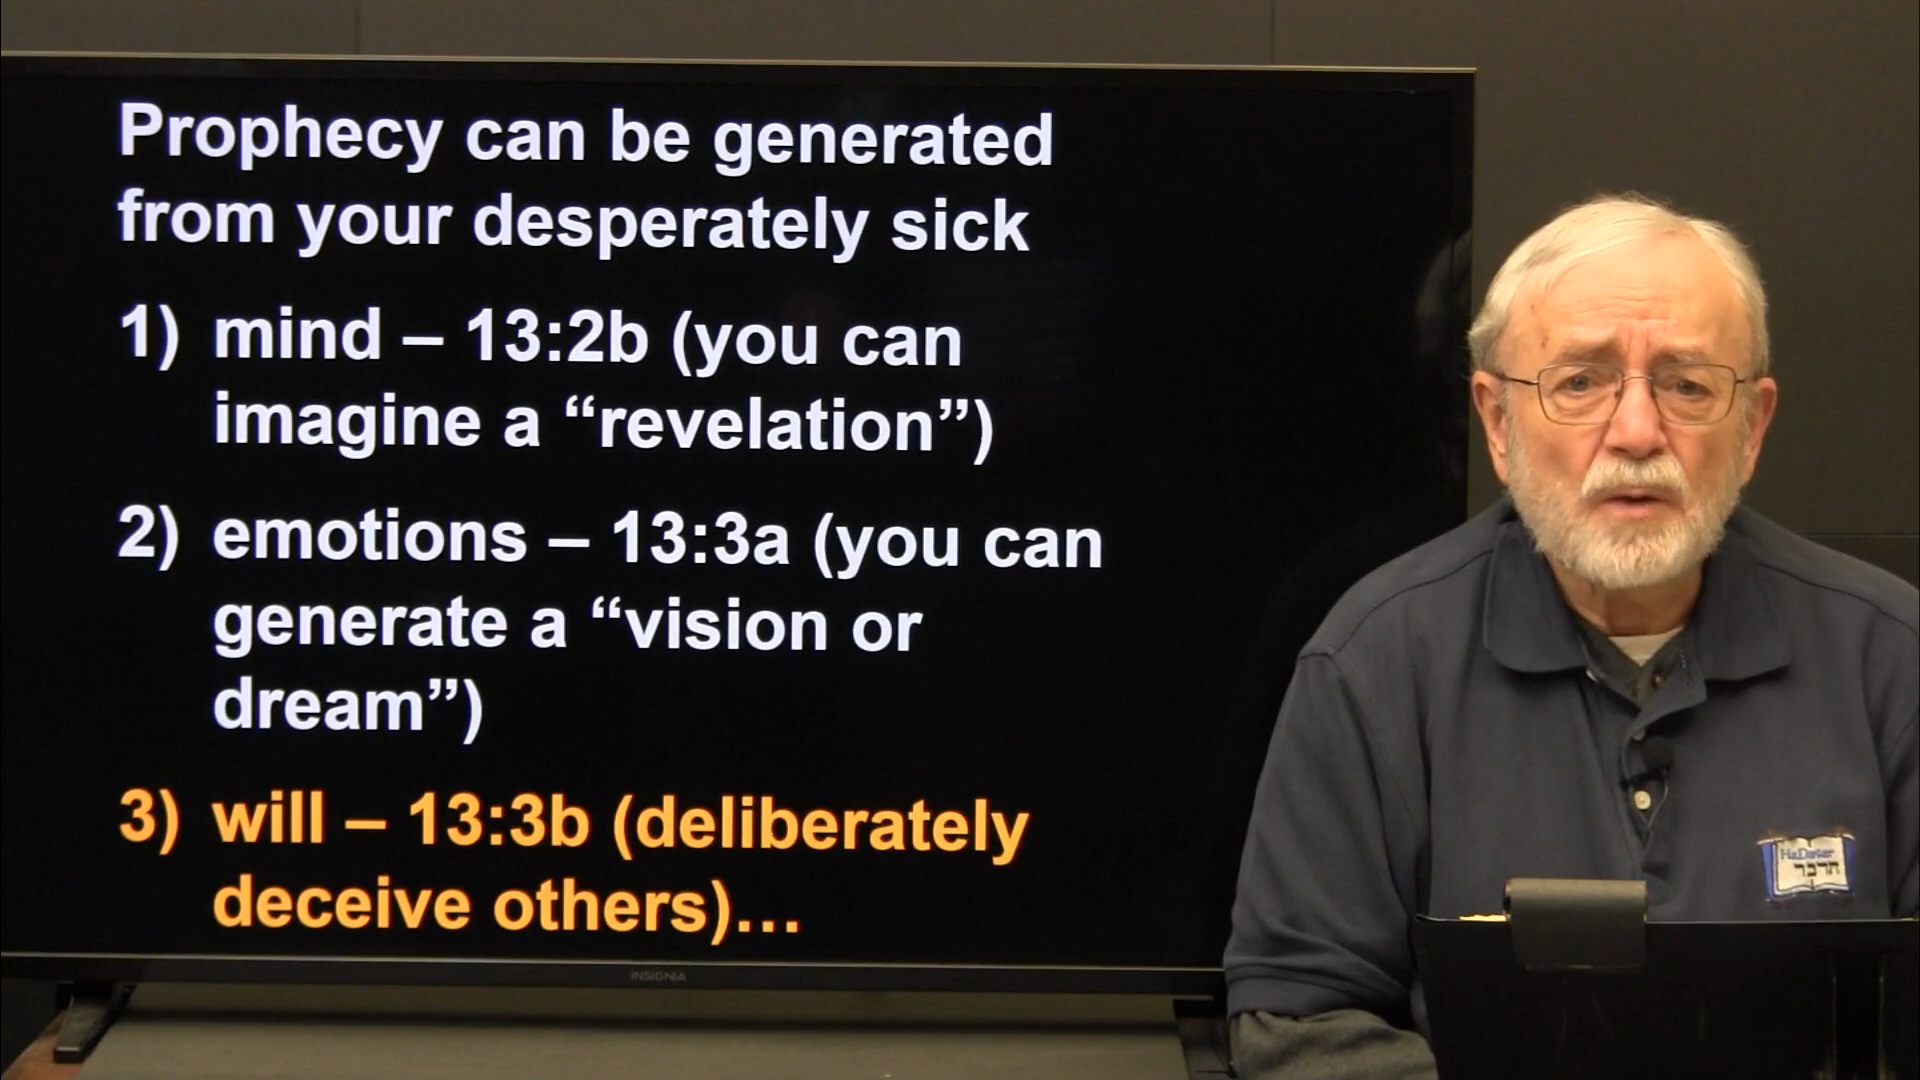 Prophecy can be generated
from your desperately sick
1) mind – 13:2b (you can
imagine a “revelation”)
2) emotions – 13:3a (you can
generate a “vision or
dream”)
3) will – 13:3b (deliberately
deceive others)…
INSIGNIA
HaDavar
הדבר